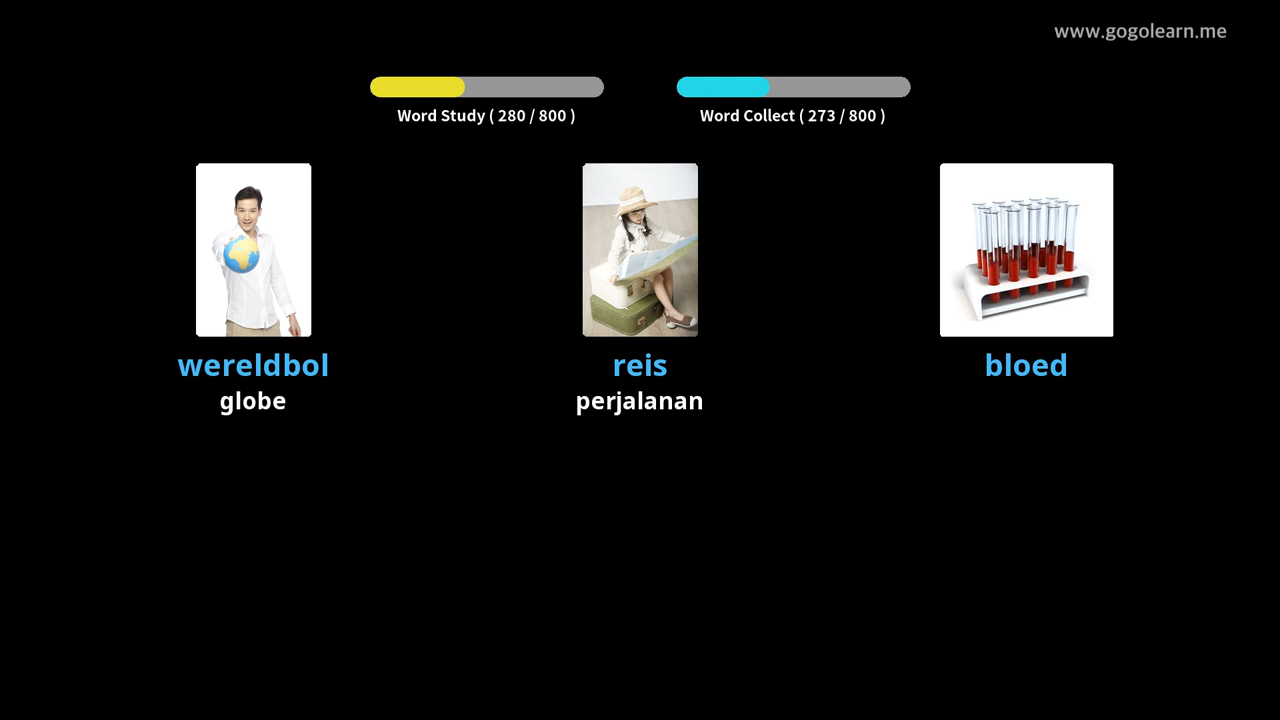 www.gogolearn.me
Word Study ( 280 / 800 )
Word Collect ( 273 / 800 )
wereldbol
globe
reis
perjalanan
bloed